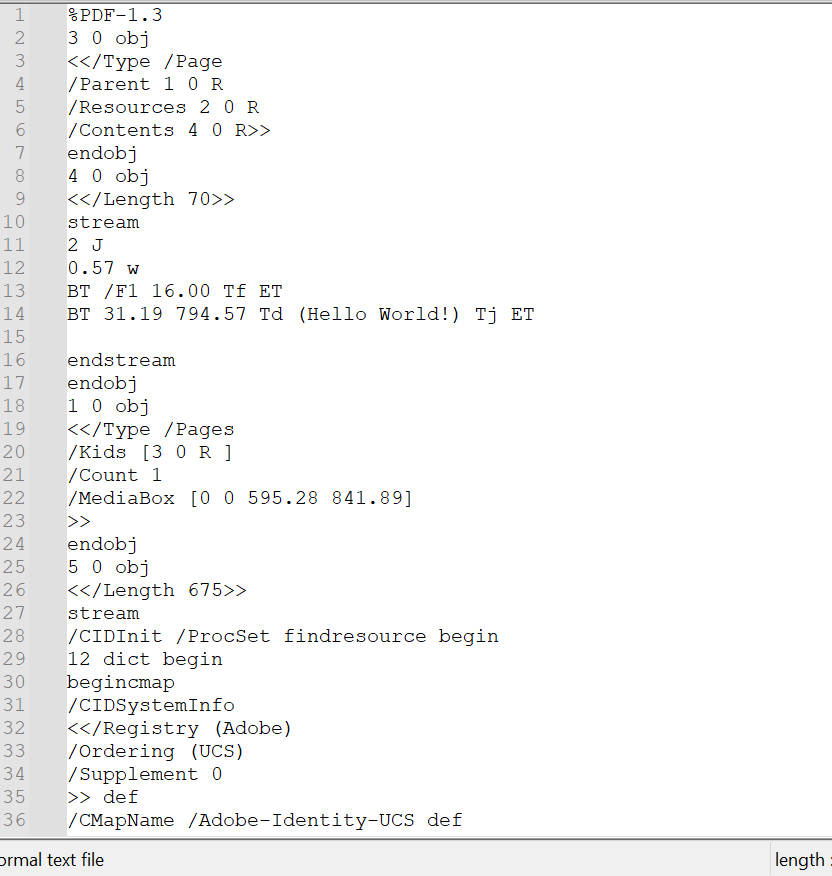 1 %PDF-1.3
2 3 0 obj
3 <</Type /Page
4 /Parent 1 0 R
5 /Resources 2 0 R
6 /Contents 4 0 R>>
7 endobj
8 4 0 obj
9 <</Length 70>>
10 stream
11 2 J
12 0.57 w
13 BT /F1 16.00 Tf ET
14 BT 31.19 794.57 Td (Hello World!) Tj ET
15
16 endstream
17 endobj
18 1 0 obj
19 <</Type /Pages
20 /Kids [3 0 R ]
21 /Count 1
22 /MediaBox [0 0 595.28 841.89]
23 >>
24 endobj
25 5 0 obj
26 <</Length 675>>
27 stream
28 /CIDInit /ProcSet findresource begin
29 12 dict begin
30 begincmap
31 /CIDSystemInfo
32 <</Registry (Adobe)
33 /Ordering (UCS)
34 /Supplement 0
35 >> def
36 /CMapName /Adobe-Identity-UCS def
ormal text file length :